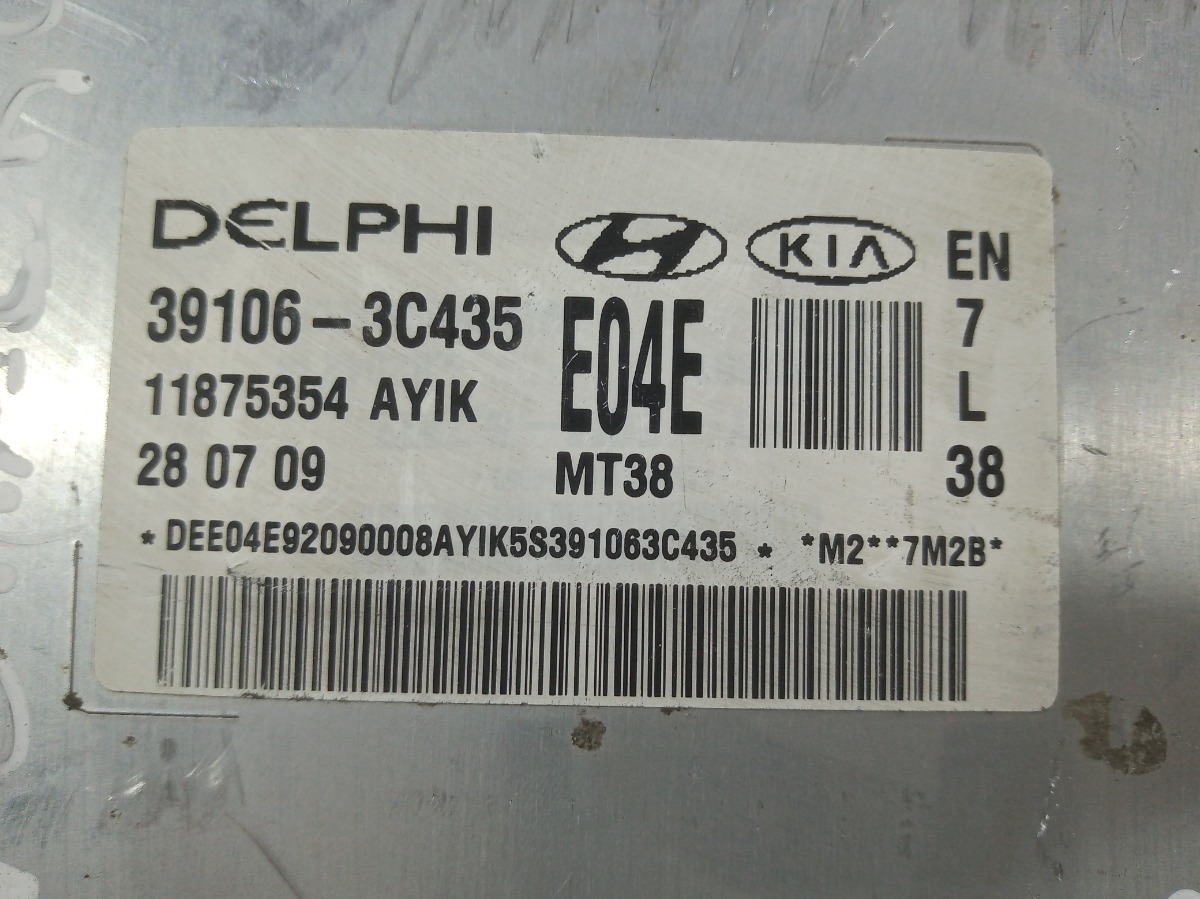 DELPHI KIA EN
39106-3C435 E04E 7
11875354 AYIK L
28 07 09 MT38 38
*DEE04E92090008AYIK5S391063C435* *M2**7M2B*